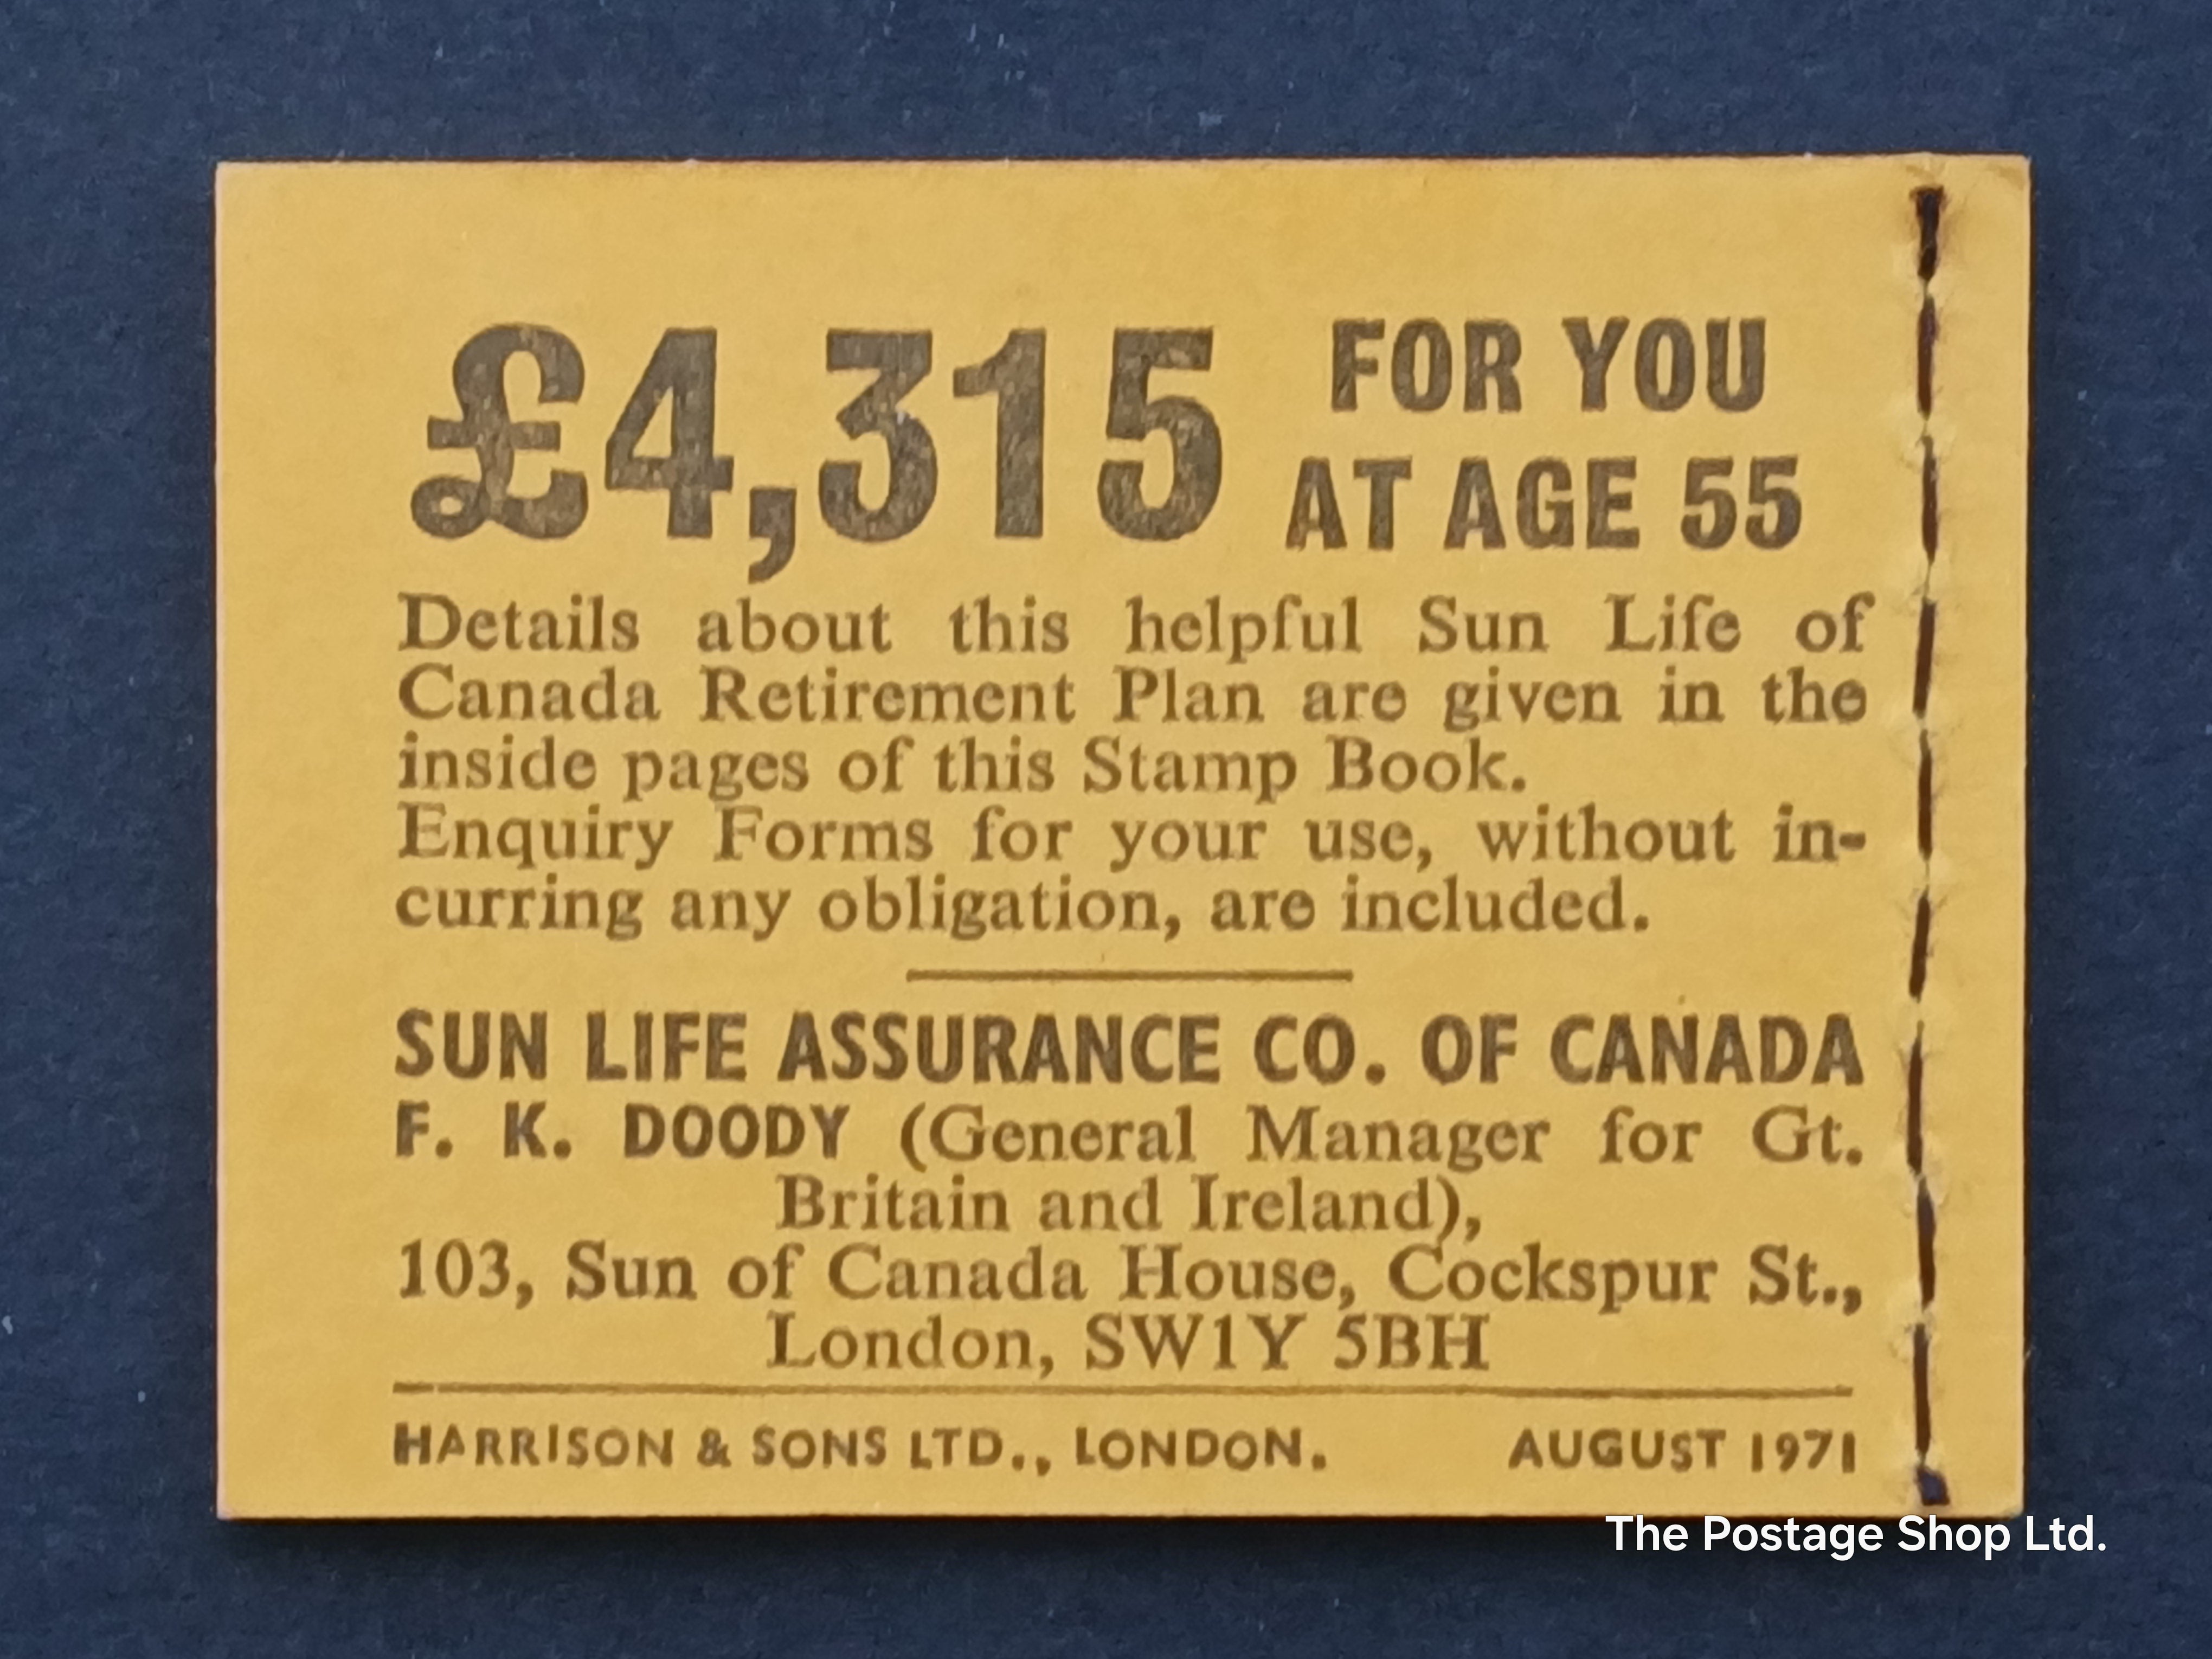 £4,315 FOR YOU
AT AGE 55
Details about this helpful Sun Life of
Canada Retirement Plan are given in the
inside pages of this Stamp Book.
Enquiry Forms for your use, without in-
curring any obligation, are included.
SUN LIFE ASSURANCE CO. OF CANADA
F. K. DOODY (General Manager for Gt.
Britain and Ireland),
103, Sun of Canada House, Cockspur St.,
London, SW1Y 5BH
HARRISON & SONS LTD., LONDON. AUGUST 1971
The Postage Shop Ltd.